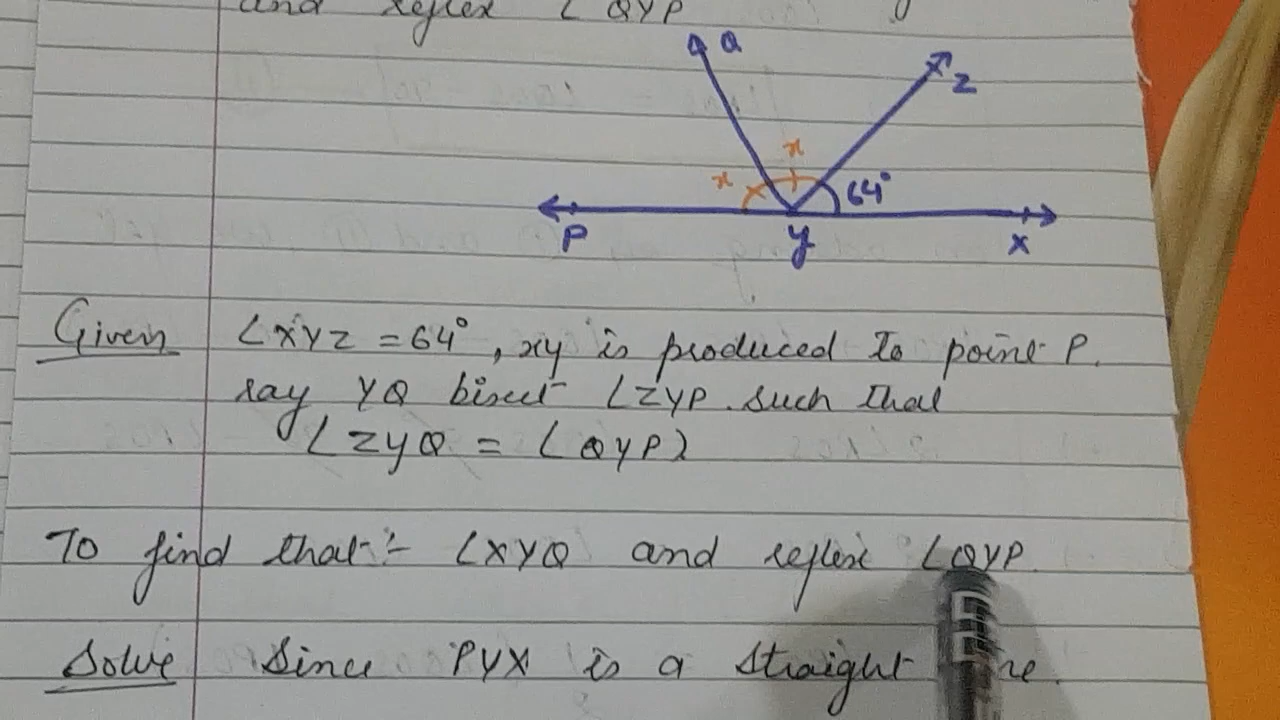 and reflex ∠QYP
Q
Z
x
x
64°
P
y
x
Given ∠XYZ = 64°, xy is produced to point P.
ray YQ bisect ∠ZYP. such that
∠ZYQ = ∠QYP)
To find that:- ∠XYQ and reflex ∠QYP.
Solve Since PYX is a straight